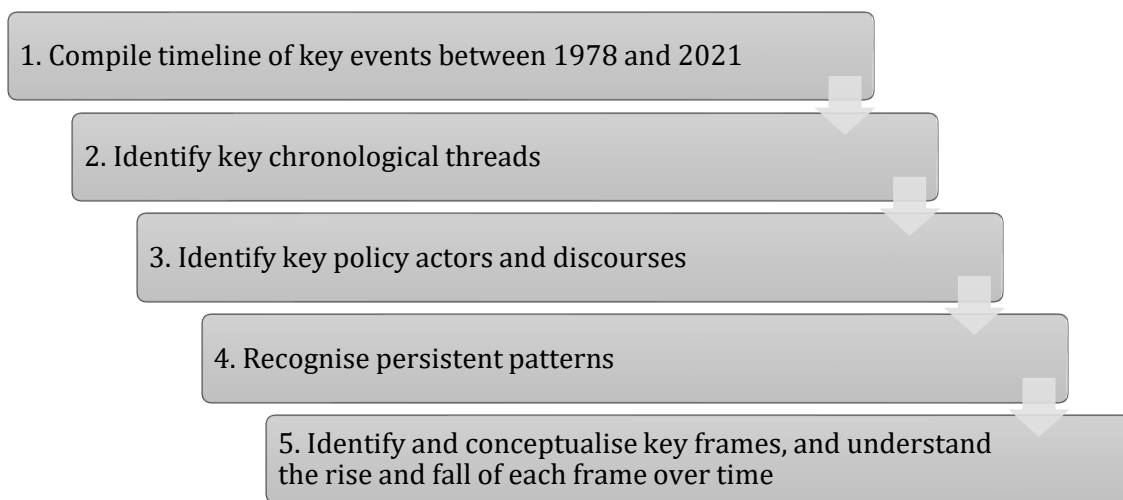 1. Compile timeline of key events between 1978 and 2021
2. Identify key chronological threads
3. Identify key policy actors and discourses
4. Recognise persistent patterns
5. Identify and conceptualise key frames, and understand
the rise and fall of each frame over time